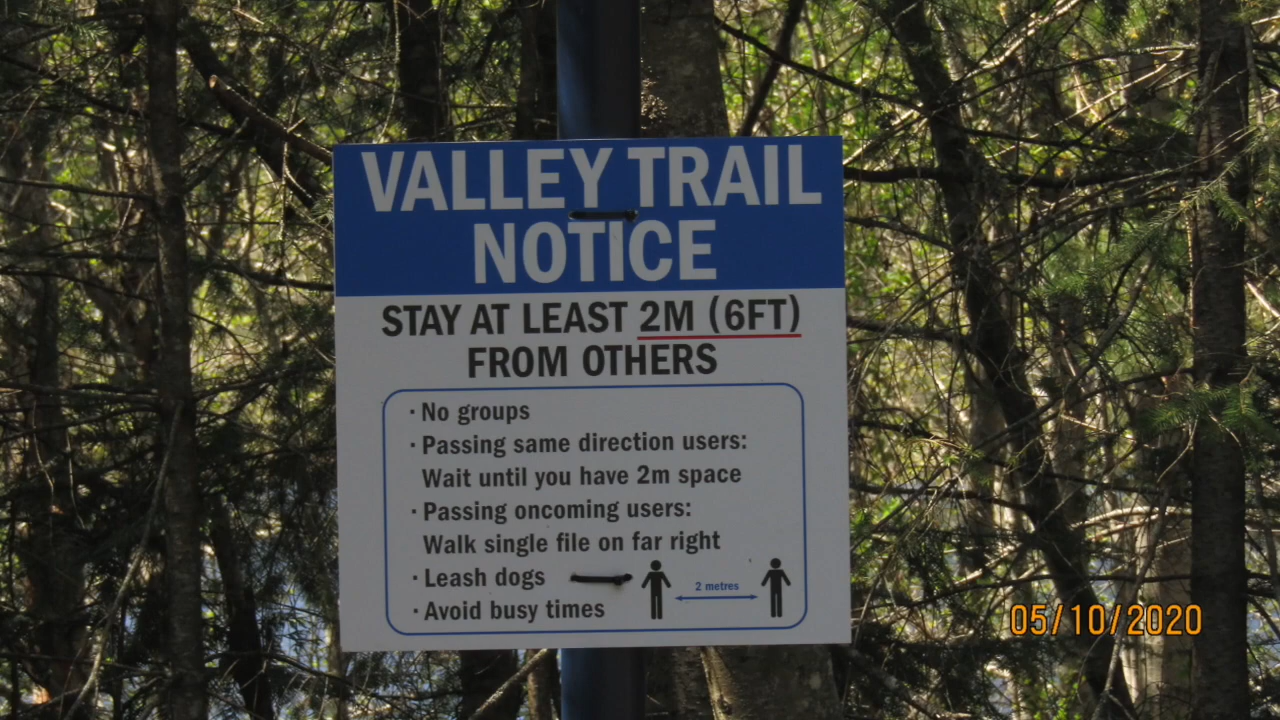 VALLEY TRAIL
NOTICE
STAY AT LEAST 2M (6FT)
FROM OTHERS
· No groups
· Passing same direction users:
Wait until you have 2m space
· Passing oncoming users:
Walk single file on far right
· Leash dogs
2 metres
· Avoid busy times
05/10/2020